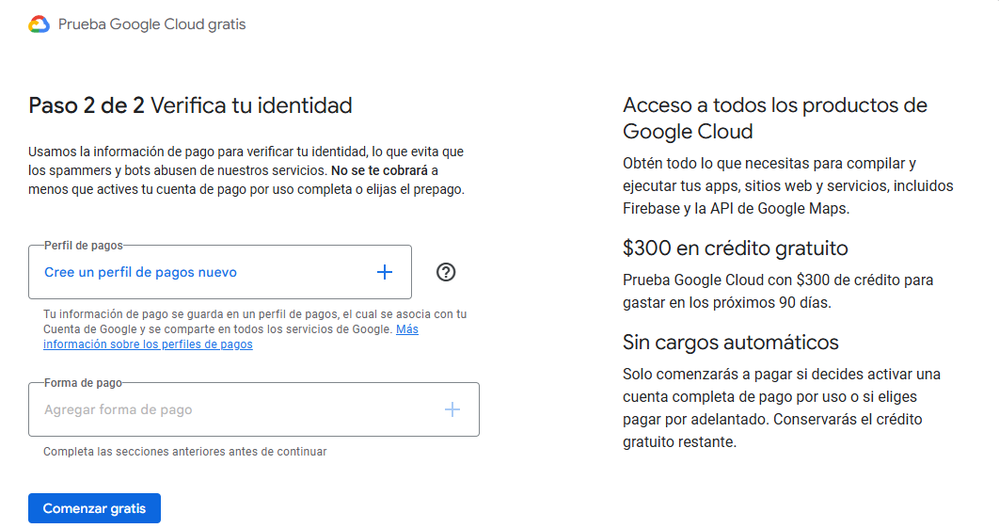 Prueba Google Cloud gratis
Paso 2 de 2 Verifica tu identidad
Usamos la información de pago para verificar tu identidad, lo que evita que
los spammers y bots abusen de nuestros servicios. No se te cobrará a
menos que actives tu cuenta de pago por uso completa o elijas el prepago.
Perfil de pagos
Cree un perfil de pagos nuevo
Tu información de pago se guarda en un perfil de pagos, el cual se asocia con tu
Cuenta de Google y se comparte en todos los servicios de Google. Más
información sobre los perfiles de pagos
Forma de pago
Agregar forma de pago
Completa las secciones anteriores antes de continuar
Comenzar gratis
Acceso a todos los productos de
Google Cloud
Obtén todo lo que necesitas para compilar y
ejecutar tus apps, sitios web y servicios, incluidos
Firebase y la API de Google Maps.
$300 en crédito gratuito
Prueba Google Cloud con $300 de crédito para
gastar en los próximos 90 días.
Sin cargos automáticos
Solo comenzarás a pagar si decides activar una
cuenta completa de pago por uso o si eliges
pagar por adelantado. Conservarás el crédito
gratuito restante.